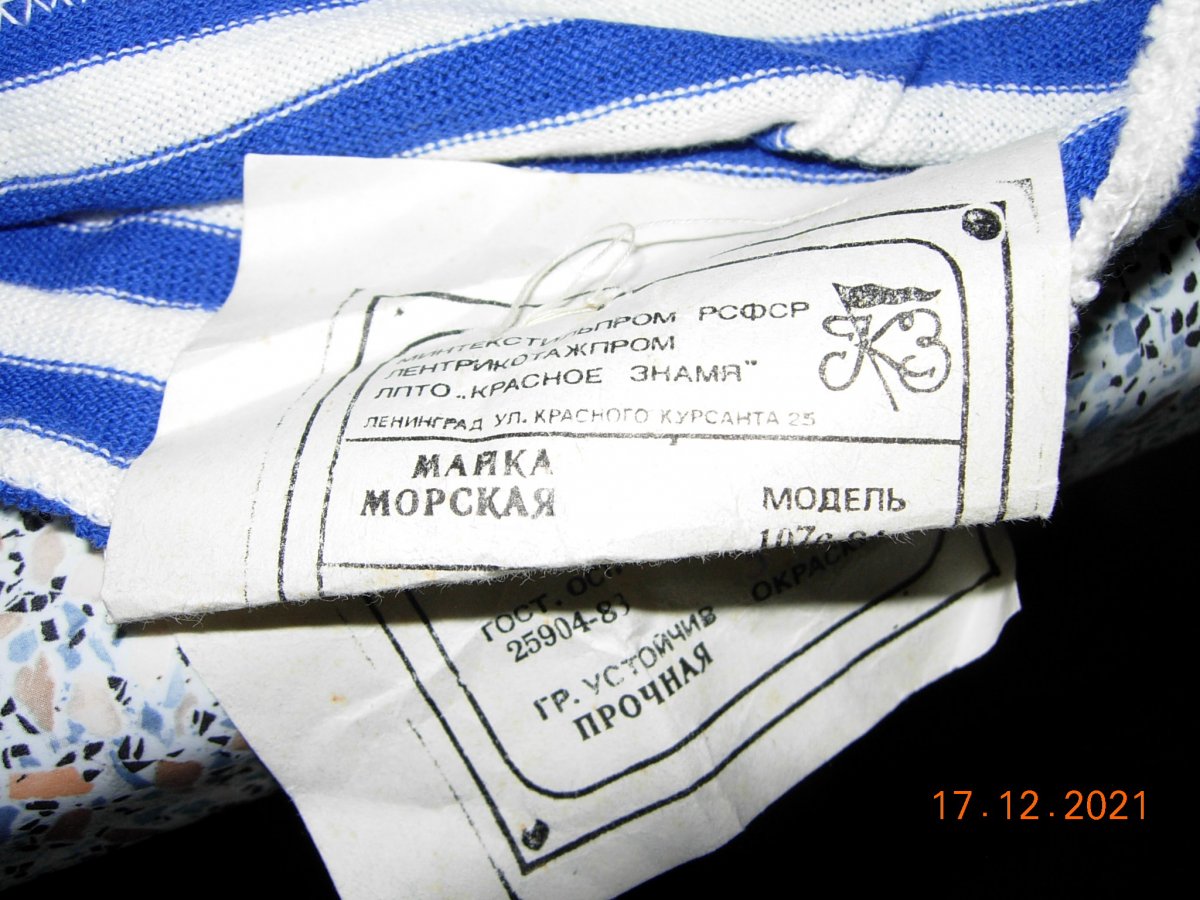 МИНТЕКСТИЛЬПРОМ РСФСР
ЛЕНТРИКОТАЖПРОМ
ЛПТО „КРАСНОЕ ЗНАМЯ"
ЛЕНИНГРАД УЛ. КРАСНОГО КУРСАНТА 25
КЗ
МАЙКА
МОРСКАЯ
МОДЕЛЬ
ГОСТ.
25904-83
ГР. УСТОЙЧИВ
ПРОЧНАЯ
17.12.2021